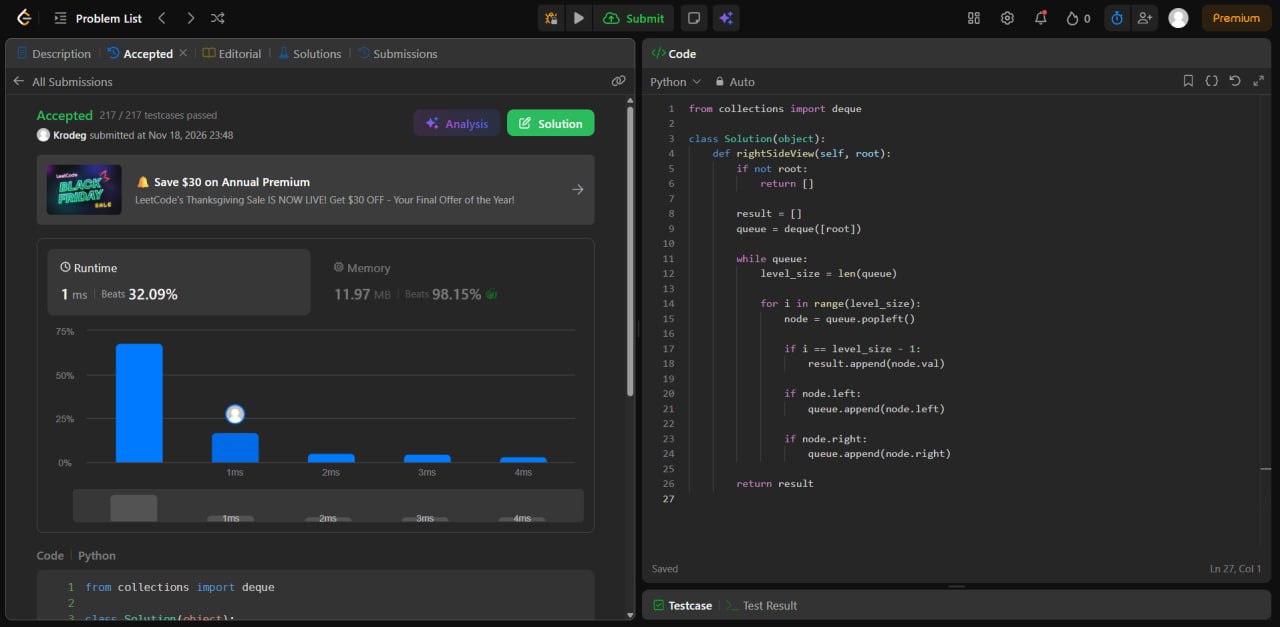 Problem List
Submit
0
Premium
Description
Accepted
Editorial
Solutions
Submissions
All Submissions
Accepted 217 / 217 testcases passed
Krodeg submitted at Nov 18, 2026 23:48
Analysis
Solution
LeetCode
BLACK
FRIDAY
SALE
Save $30 on Annual Premium
LeetCode's Thanksgiving Sale IS NOW LIVE! Get $30 OFF - Your Final Offer of the Year!
Runtime
1 ms | Beats 32.09%
Memory
11.97 MB | Beats 98.15%
75%
50%
25%
0%
1ms 2ms 3ms 4ms
1ms 2ms 3ms 4ms
Code | Python
1 from collections import deque
2
3 class Solution(object):
</> Code
Python
Auto
1 from collections import deque
2
3 class Solution(object):
4 def rightSideView(self, root):
5 if not root:
6 return []
7
8 result = []
9 queue = deque([root])
10
11 while queue:
12 level_size = len(queue)
13
14 for i in range(level_size):
15 node = queue.popleft()
16
17 if i == level_size - 1:
18 result.append(node.val)
19
20 if node.left:
21 queue.append(node.left)
22
23 if node.right:
24 queue.append(node.right)
25
26 return result
27
Saved
Ln 27, Col 1
Testcase
>_ Test Result